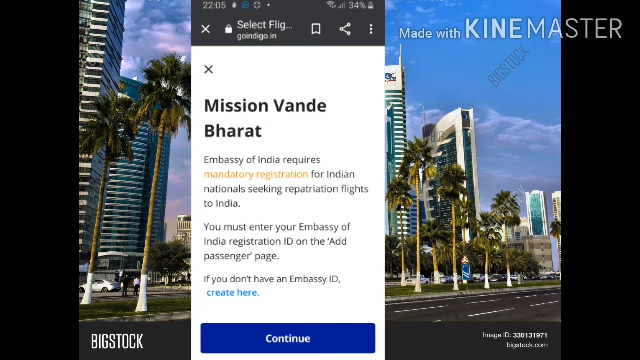 22:05
34%
Select Flig...
goindigo.in
Made with KINEMASTER
BIGSTOCK
Mission Vande
Bharat
Embassy of India requires
mandatory registration for Indian
nationals seeking repatriation flights
to India.
You must enter your Embassy of
India registration ID on the ‘Add
passenger’ page.
If you don’t have an Embassy ID,
create here.
Continue
BIGSTOCK
Image ID: 330131971
bigstock.com